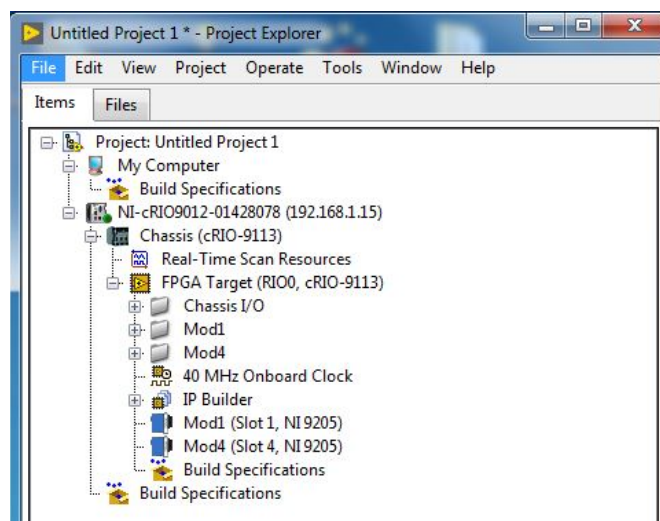 Untitled Project 1 * - Project Explorer
File Edit View Project Operate Tools Window Help
Items Files
Project: Untitled Project 1
My Computer
Build Specifications
NI-cRIO9012-01428078 (192.168.1.15)
Chassis (cRIO-9113)
Real-Time Scan Resources
FPGA Target (RIO0, cRIO-9113)
Chassis I/O
Mod1
Mod4
40 MHz Onboard Clock
IP Builder
Mod1 (Slot 1, NI 9205)
Mod4 (Slot 4, NI 9205)
Build Specifications
Build Specifications